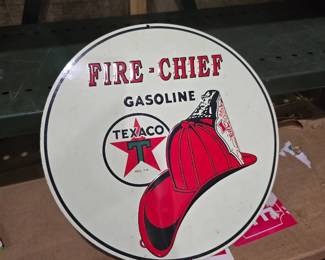 FIRE-CHIEF
GASOLINE
TEXACO
T